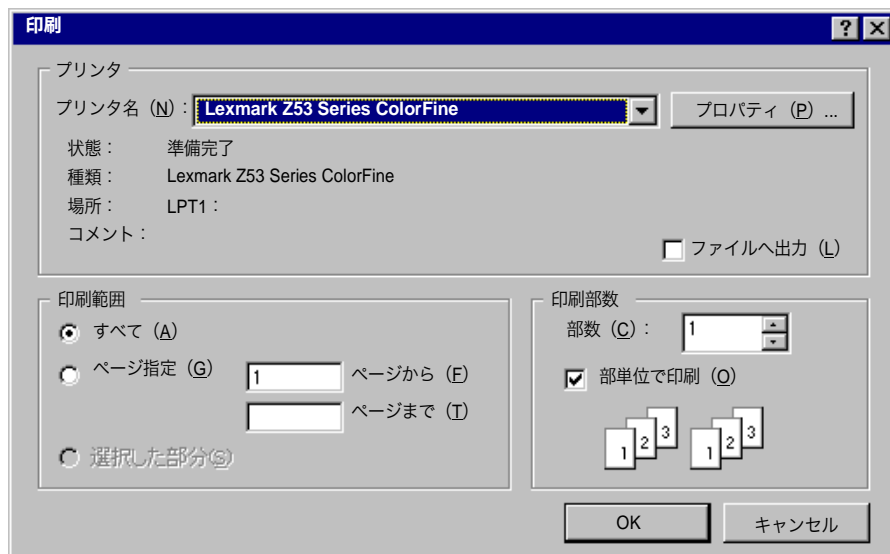 印刷
プリンタ
プリンタ名（N）： Lexmark Z53 Series ColorFine プロパティ（P）...
状態： 準備完了
種類： Lexmark Z53 Series ColorFine
場所： LPT1：
コメント：
ファイルへ出力（L）
印刷範囲
すべて（A）
ページ指定（G） 1 ページから（F）
ページまで（T）
選択した部分(S)
印刷部数
部数（C）： 1
部単位で印刷（O）
1 2 3 1 2 3
OK キャンセル